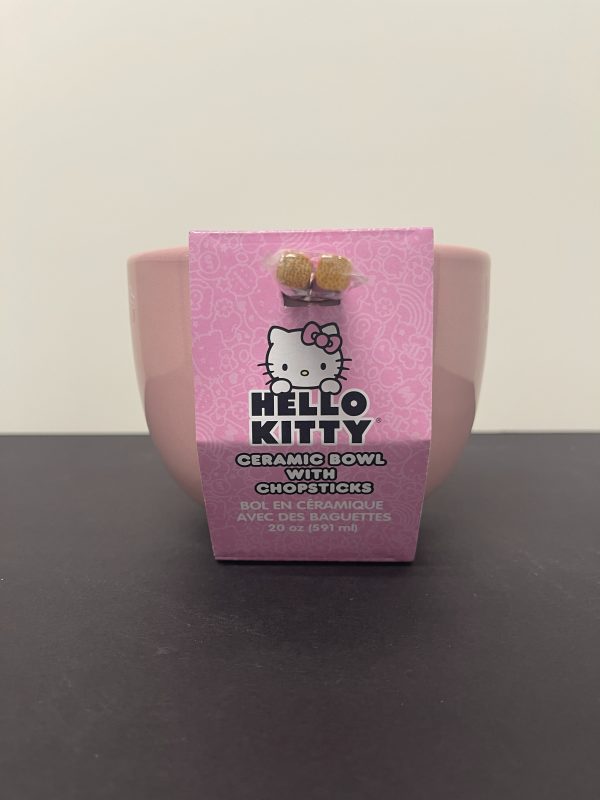 HELLO
KITTY®
CERAMIC BOWL
WITH
CHOPSTICKS
BOL EN CÉRAMIQUE
AVEC DES BAGUETTES
20 oz (591 ml)